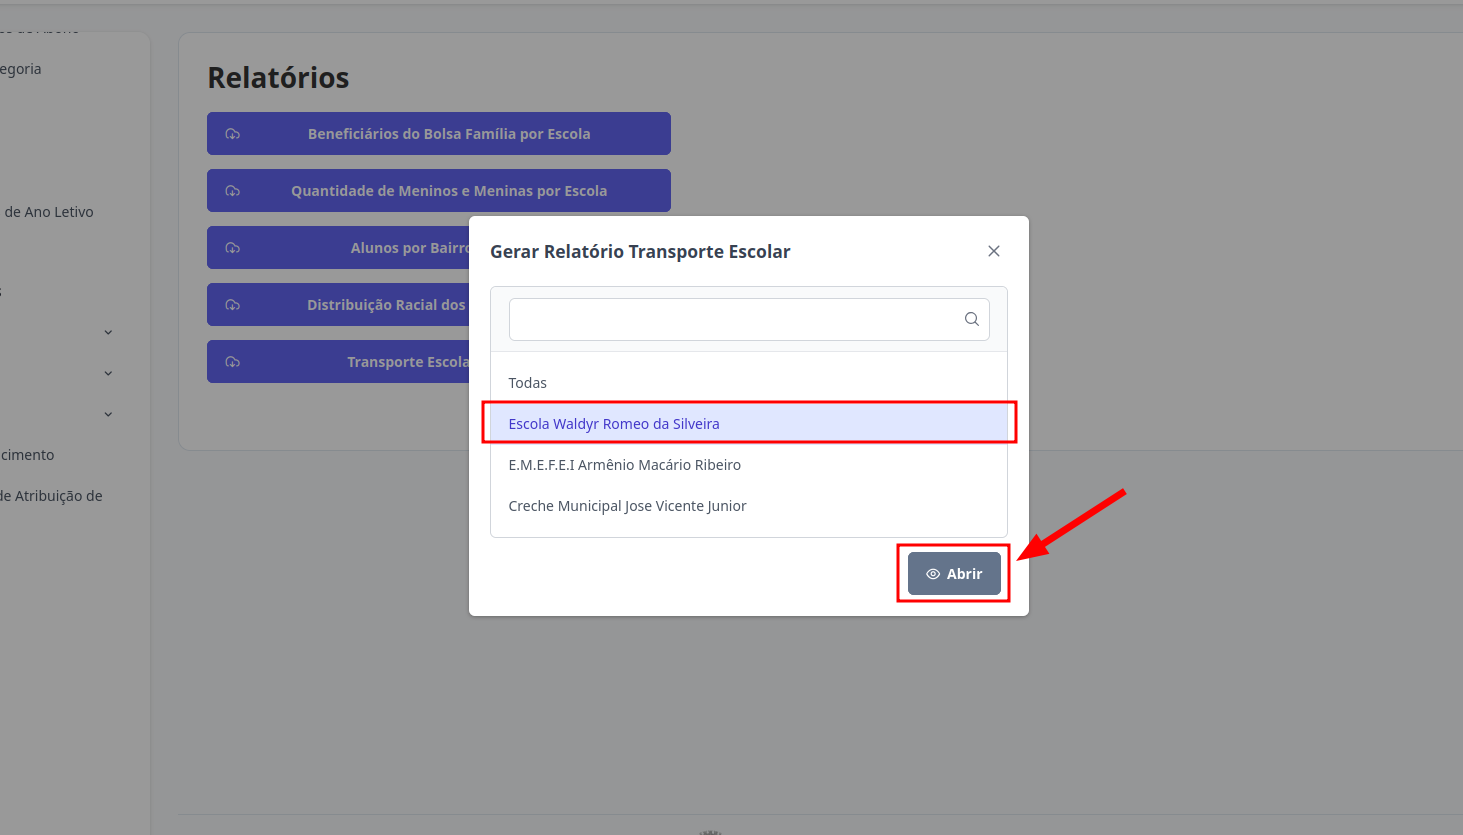 egoria
de Ano Letivo
cimento
de Atribuição de
Relatórios
Beneficiários do Bolsa Família por Escola
Quantidade de Meninos e Meninas por Escola
Alunos por Bairro
Distribuição Racial dos
Transporte Escola
Gerar Relatório Transporte Escolar
Todas
Escola Waldyr Romeo da Silveira
E.M.E.F.E.I Armênio Macário Ribeiro
Creche Municipal Jose Vicente Junior
Abrir